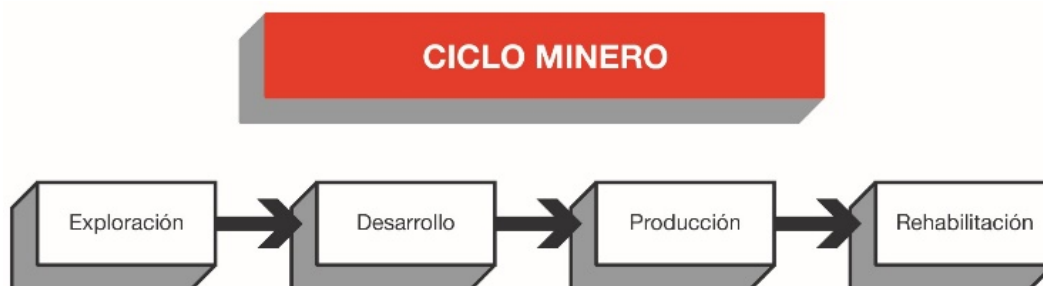 CICLO MINERO
Exploración
Desarrollo
Producción
Rehabilitación